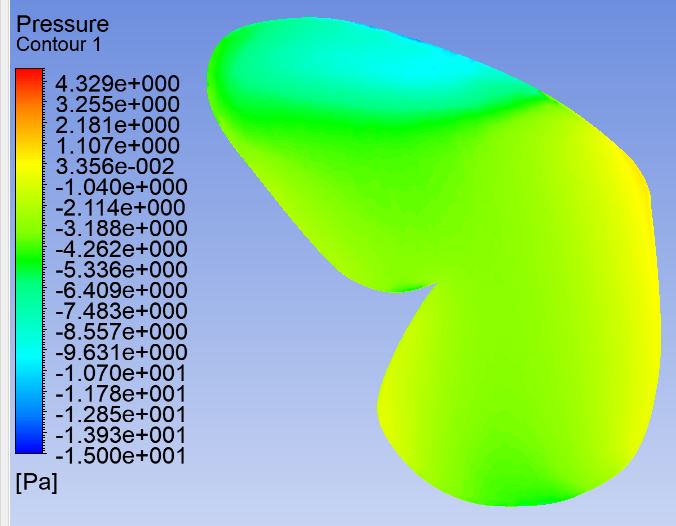 Pressure
Contour 1
4.329e+000
3.255e+000
2.181e+000
1.107e+000
3.356e-002
-1.040e+000
-2.114e+000
-3.188e+000
-4.262e+000
-5.336e+000
-6.409e+000
-7.483e+000
-8.557e+000
-9.631e+000
-1.070e+001
-1.178e+001
-1.285e+001
-1.393e+001
-1.500e+001
[Pa]